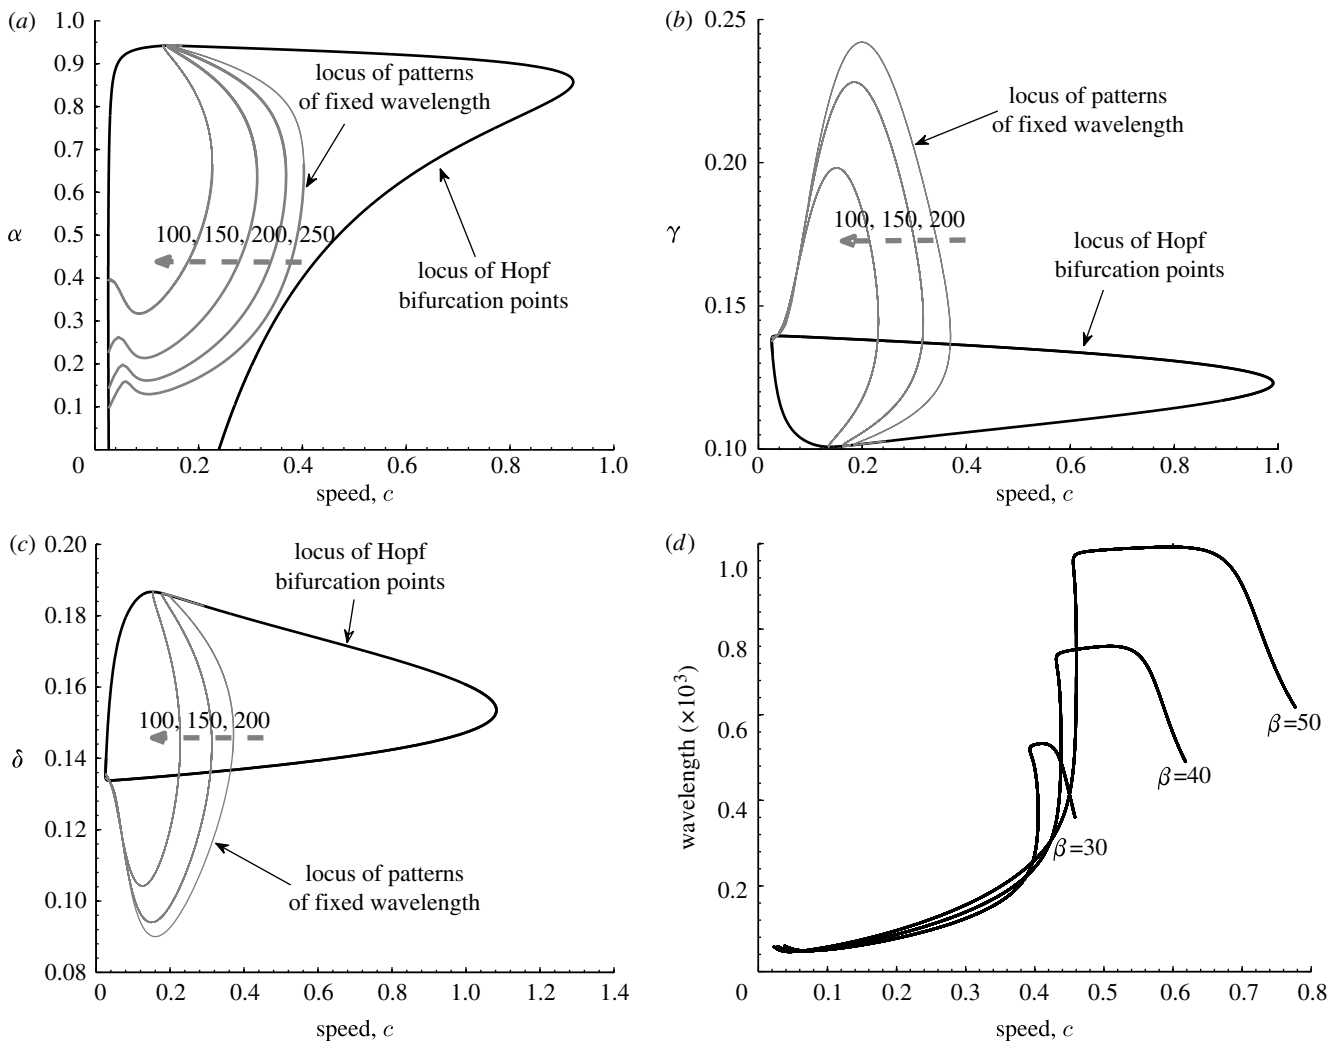 (a)
1.0
0.9
0.8
0.7
0.6
0.5
0.4
0.3
0.2
0.1
0
α
locus of patterns
of fixed wavelength
100, 150, 200, 250
locus of Hopf
bifurcation points
0.2
0.4
0.6
0.8
1.0
speed, c
(b)
0.25
0.20
0.15
0.10
γ
locus of patterns
of fixed wavelength
100, 150, 200
locus of Hopf
bifurcation points
0
0.2
0.4
0.6
0.8
1.0
speed, c
(c)
0.20
0.18
0.16
0.14
0.12
0.10
0.08
δ
locus of Hopf
bifurcation points
100, 150, 200
locus of patterns
of fixed wavelength
0
0.2
0.4
0.6
0.8
1.0
1.2
1.4
speed, c
(d)
1.0
0.8
0.6
0.4
0.2
0
wavelength (×10³)
β=50
β=40
β=30
0.1
0.2
0.3
0.4
0.5
0.6
0.7
0.8
speed, c